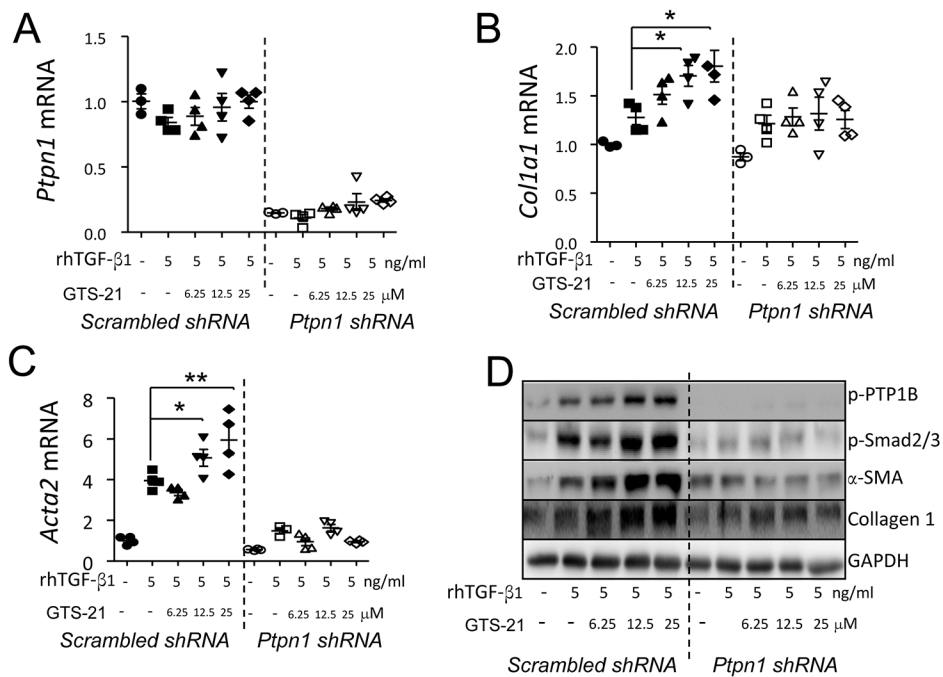 A
Ptpn1 mRNA
1.5
1.0
0.5
0.0
rhTGF-β1 - 5 5 5 5 - 5 5 5 5 ng/ml
GTS-21 - - 6.25 12.5 25 - - 6.25 12.5 25 μM
Scrambled shRNA Ptpn1 shRNA
B
Col1a1 mRNA
* 
*
2.0
1.5
1.0
0.5
0.0
rhTGF-β1 - 5 5 5 5 - 5 5 5 5 ng/ml
GTS-21 - - 6.25 12.5 25 - - 6.25 12.5 25 μM
Scrambled shRNA Ptpn1 shRNA
C
Acta2 mRNA
**
*
8
6
4
2
0
rhTGF-β1 - 5 5 5 5 - 5 5 5 5 ng/ml
GTS-21 - - 6.25 12.5 25 - - 6.25 12.5 25 μM
Scrambled shRNA Ptpn1 shRNA
D
p-PTP1B
p-Smad2/3
α-SMA
Collagen 1
GAPDH
rhTGF-β1 - 5 5 5 5 - 5 5 5 5 ng/ml
GTS-21 - - 6.25 12.5 25 - - 6.25 12.5 25 μM
Scrambled shRNA Ptpn1 shRNA